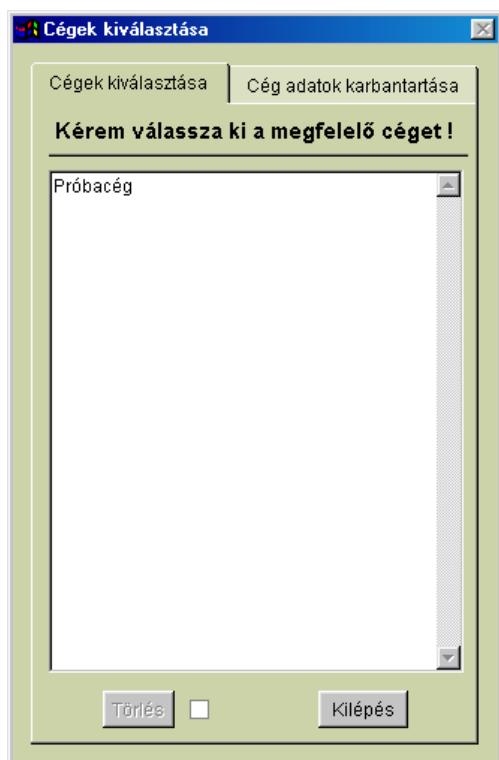 Cégek kiválasztása
Cégek kiválasztása
Cég adatok karbantartása
Kérem válassza ki a megfelelő céget !
Próbacég
Törlés
Kilépés